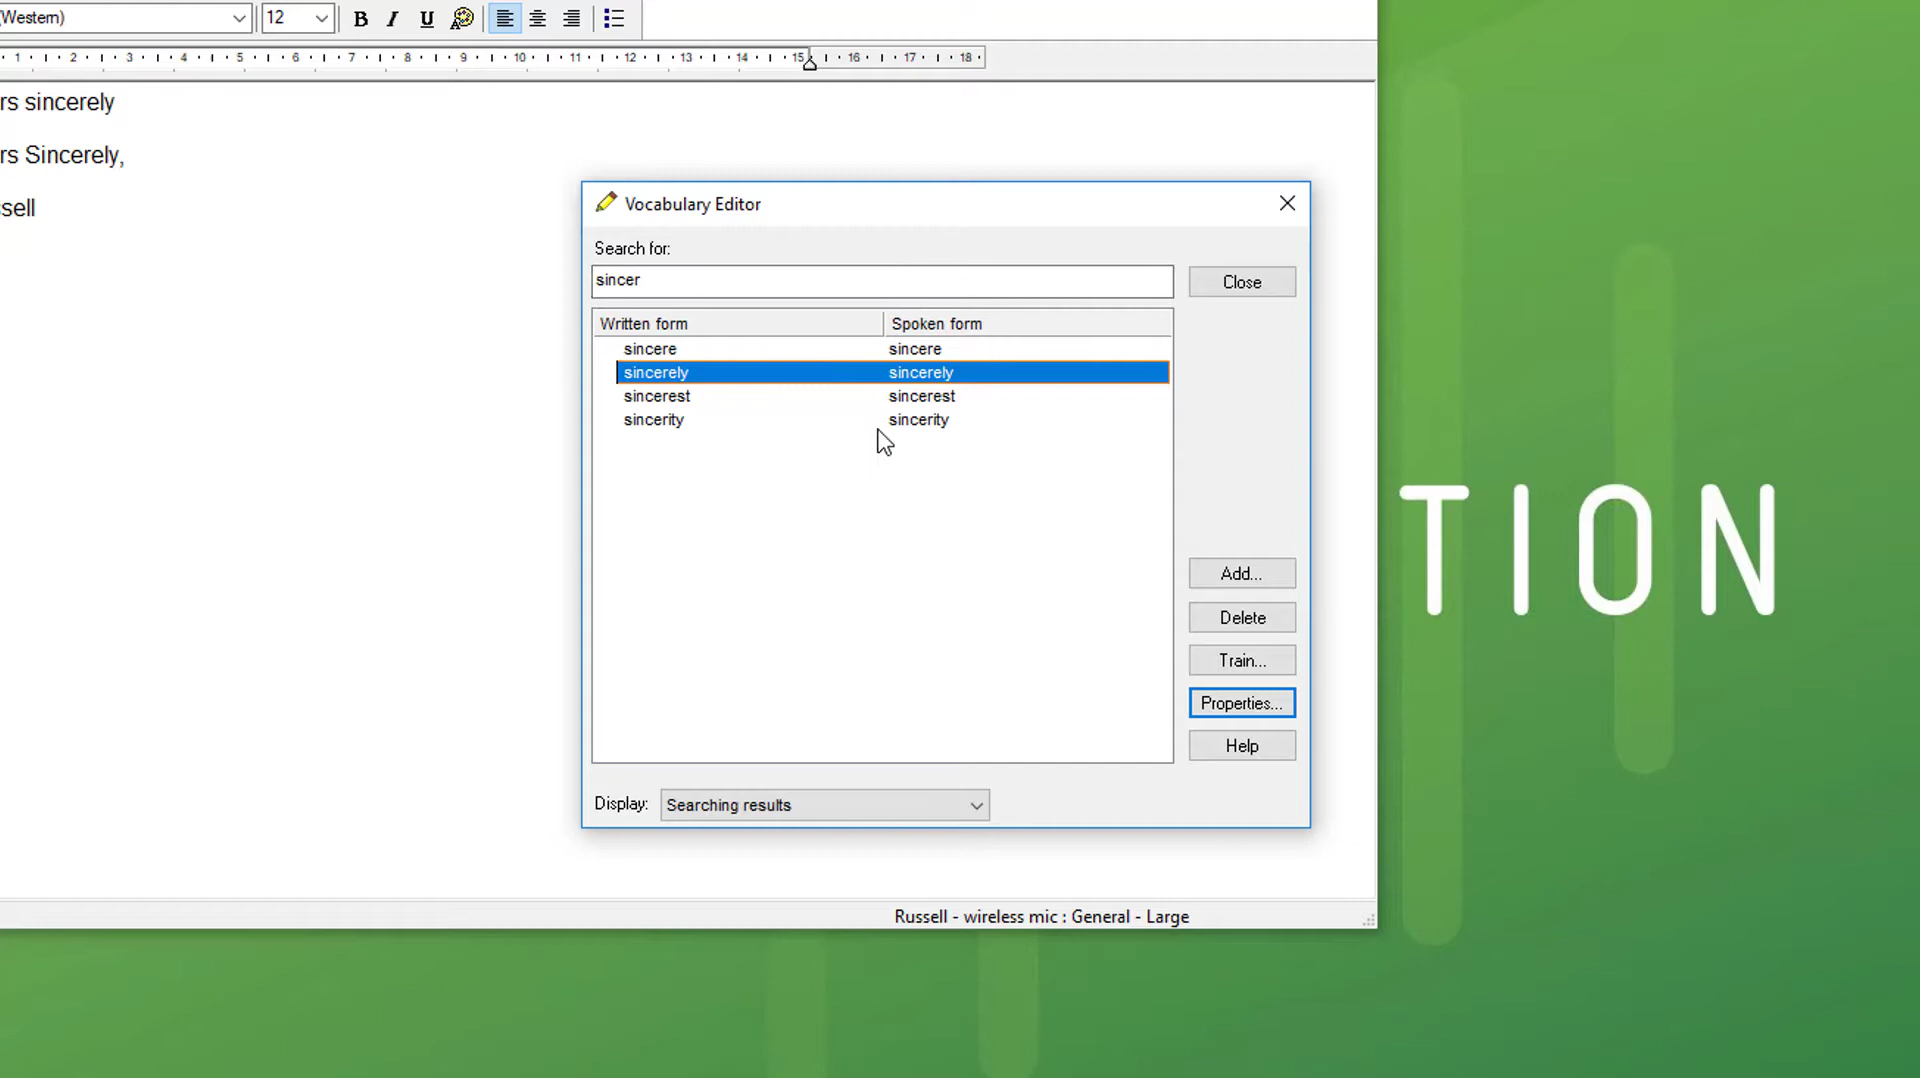 (Western) 12 B I U
1 2 3 4 5 6 7 8 9 10 11 12 13 14 15 16 17 18
rs sincerely
rs Sincerely,
sell
Vocabulary Editor
Search for:
sincer
Close
Written form Spoken form
sincere sincere
sincerely sincerely
sincerest sincerest
sincerity sincerity
Add...
Delete
Train...
Properties...
Help
Display: Searching results
TION
Russell - wireless mic : General - Large